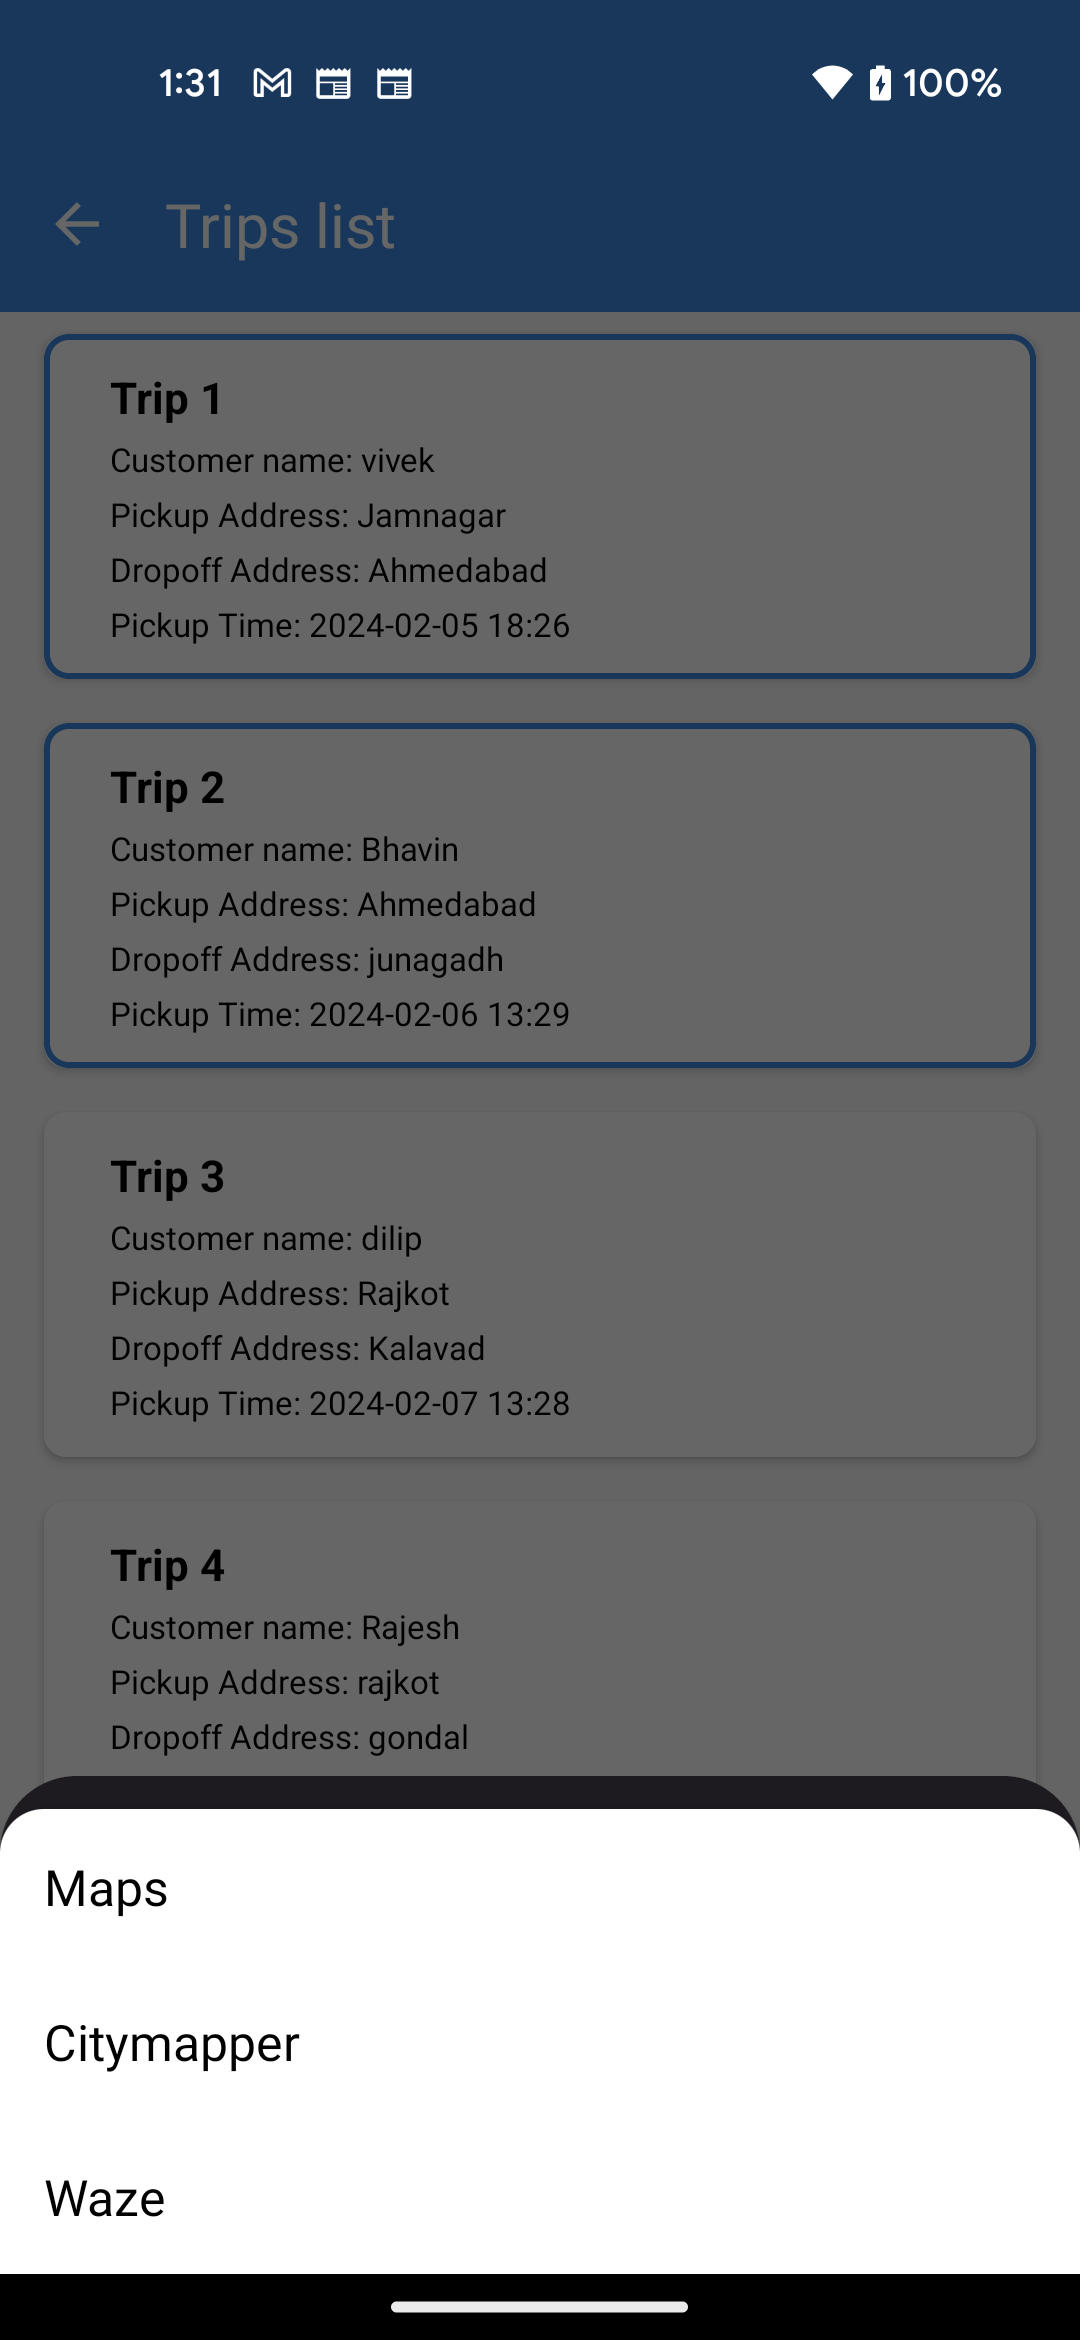 1:31 100%
Trips list
Trip 1
Customer name: vivek
Pickup Address: Jamnagar
Dropoff Address: Ahmedabad
Pickup Time: 2024-02-05 18:26
Trip 2
Customer name: Bhavin
Pickup Address: Ahmedabad
Dropoff Address: junagadh
Pickup Time: 2024-02-06 13:29
Trip 3
Customer name: dilip
Pickup Address: Rajkot
Dropoff Address: Kalavad
Pickup Time: 2024-02-07 13:28
Trip 4
Customer name: Rajesh
Pickup Address: rajkot
Dropoff Address: gondal
Maps
Citymapper
Waze